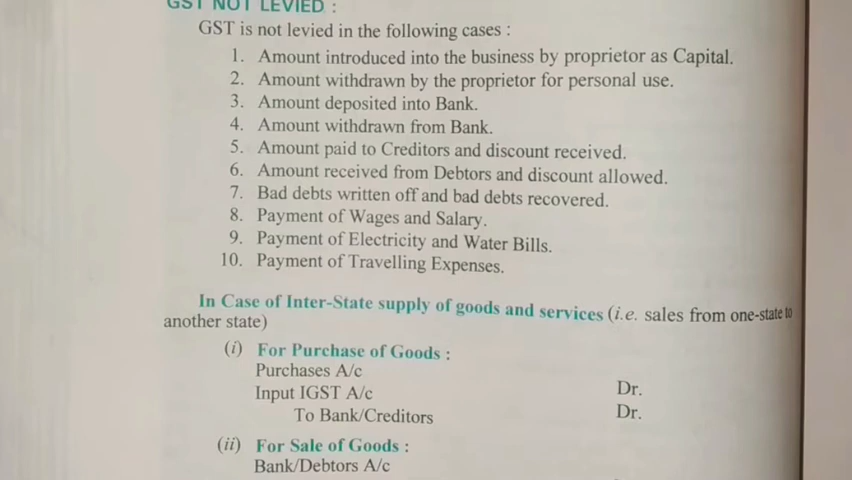 GST NOT LEVIED :
GST is not levied in the following cases :
1. Amount introduced into the business by proprietor as Capital.
2. Amount withdrawn by the proprietor for personal use.
3. Amount deposited into Bank.
4. Amount withdrawn from Bank.
5. Amount paid to Creditors and discount received.
6. Amount received from Debtors and discount allowed.
7. Bad debts written off and bad debts recovered.
8. Payment of Wages and Salary.
9. Payment of Electricity and Water Bills.
10. Payment of Travelling Expenses.
In Case of Inter-State supply of goods and services (i.e. sales from one-state to
another state)
(i) For Purchase of Goods :
Purchases A/c Dr.
Input IGST A/c Dr.
To Bank/Creditors
(ii) For Sale of Goods :
Bank/Debtors A/c